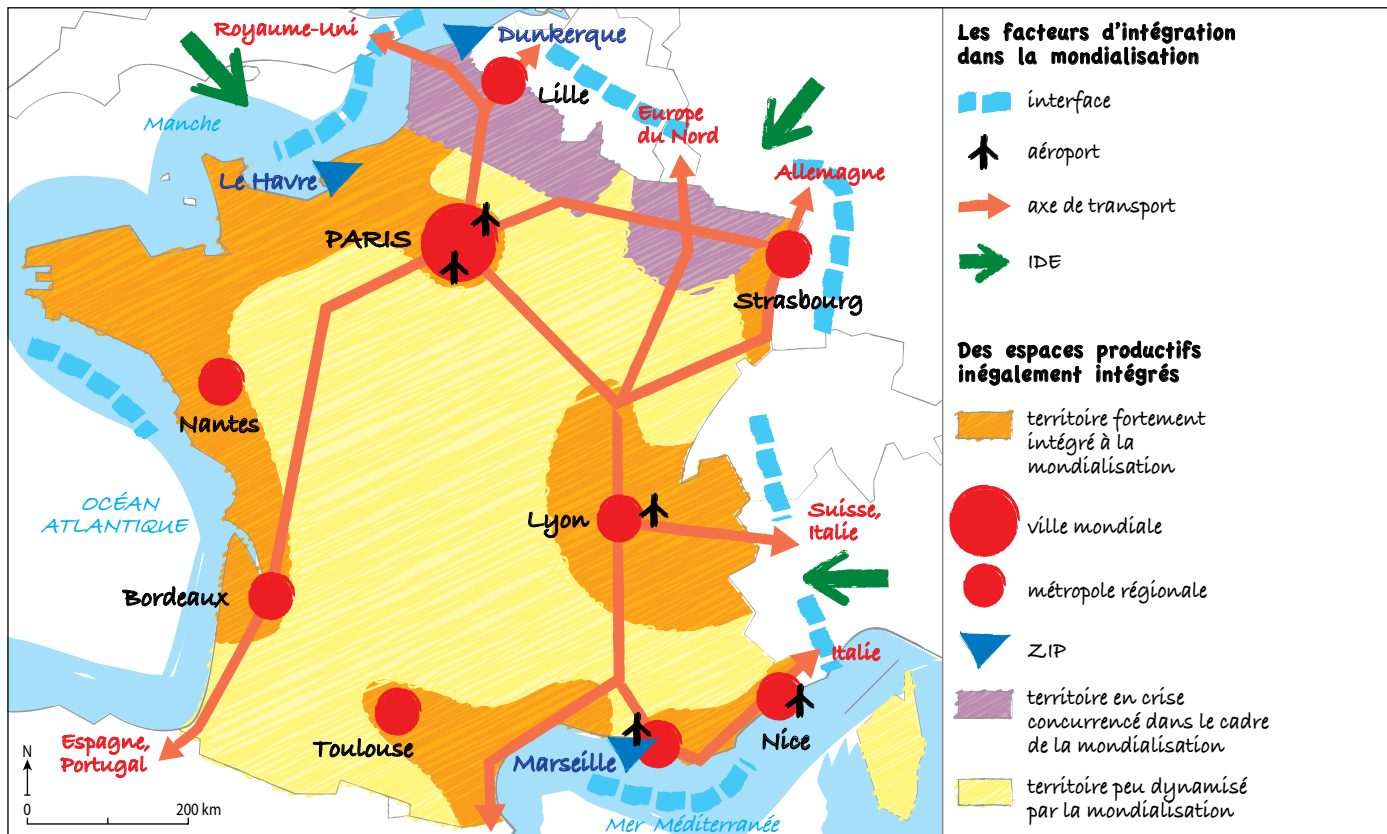 Royaume-Uni
Dunkerque
Lille
Manche
Europe
du Nord
Allemagne
Le Havre
PARIS
Strasbourg
Nantes
OCÉAN
ATLANTIQUE
Lyon
Suisse,
Italie
Bordeaux
Italie
Toulouse
Nice
Espagne,
Portugal
Marseille
N
0
200 km
Mer Méditerranée
Les facteurs d'intégration
dans la mondialisation
interface
aéroport
axe de transport
IDE
Des espaces productifs
inégalement intégrés
territoire fortement
intégré à la
mondialisation
ville mondiale
métropole régionale
ZIP
territoire en crise
concurrencé dans le cadre
de la mondialisation
territoire peu dynamisé
par la mondialisation